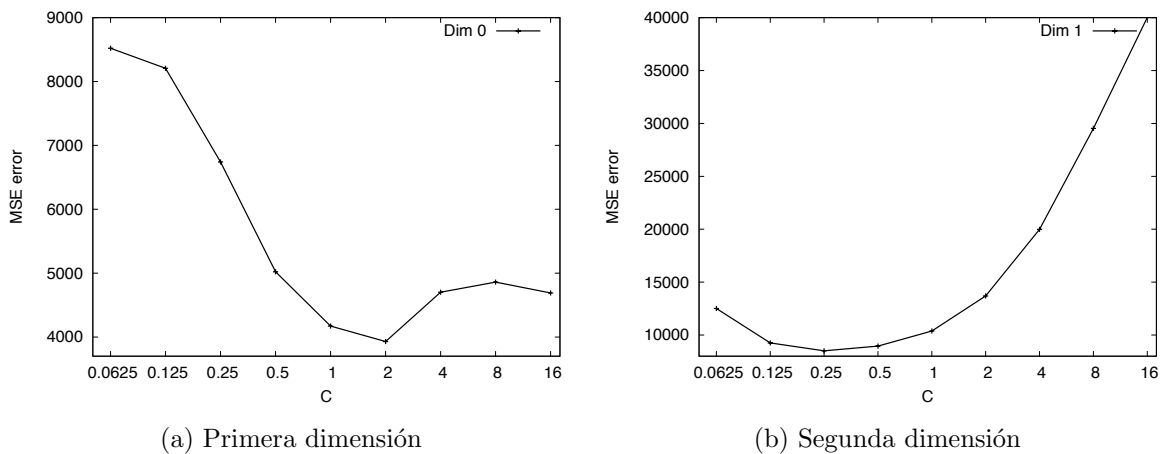 9000
8000
7000
6000
5000
4000
MSE error
Dim 0
0.0625 0.125 0.25 0.5 1 2 4 8 16
C
(a) Primera dimensión
40000
35000
30000
25000
20000
15000
10000
MSE error
Dim 1
0.0625 0.125 0.25 0.5 1 2 4 8 16
C
(b) Segunda dimensión